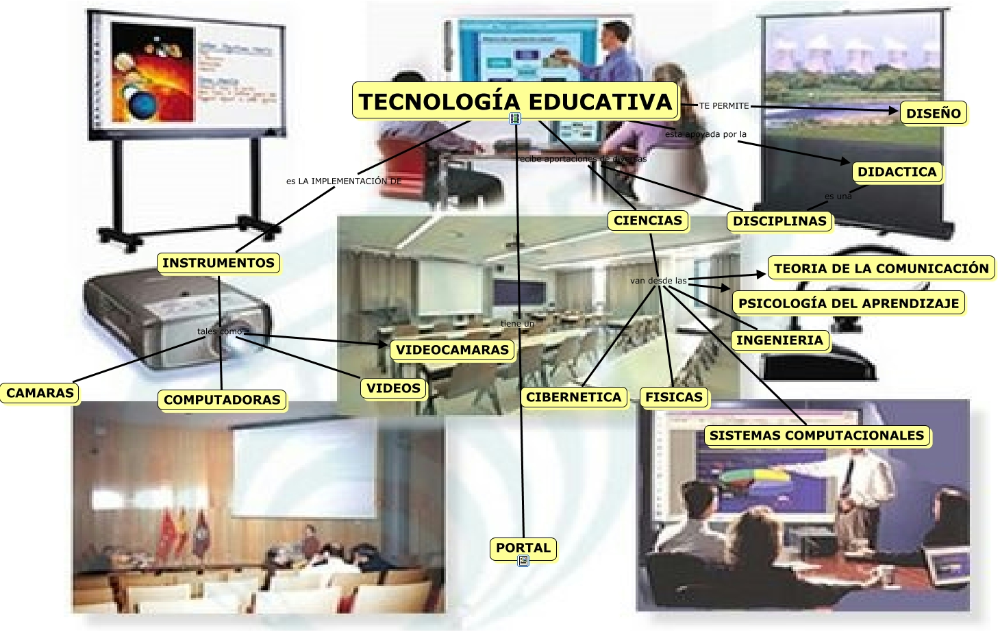 TECNOLOGÍA EDUCATIVA
TE PERMITE
DISEÑO
esta apoyada por la
recibe aportaciones de diversas
DIDACTICA
es LA IMPLEMENTACIÓN DE
es una
CIENCIAS
DISCIPLINAS
INSTRUMENTOS
TEORIA DE LA COMUNICACIÓN
van desde las
PSICOLOGÍA DEL APRENDIZAJE
tiene un
tales como
INGENIERIA
VIDEOCAMARAS
VIDEOS
CAMARAS
COMPUTADORAS
CIBERNETICA
FISICAS
SISTEMAS COMPUTACIONALES
PORTAL